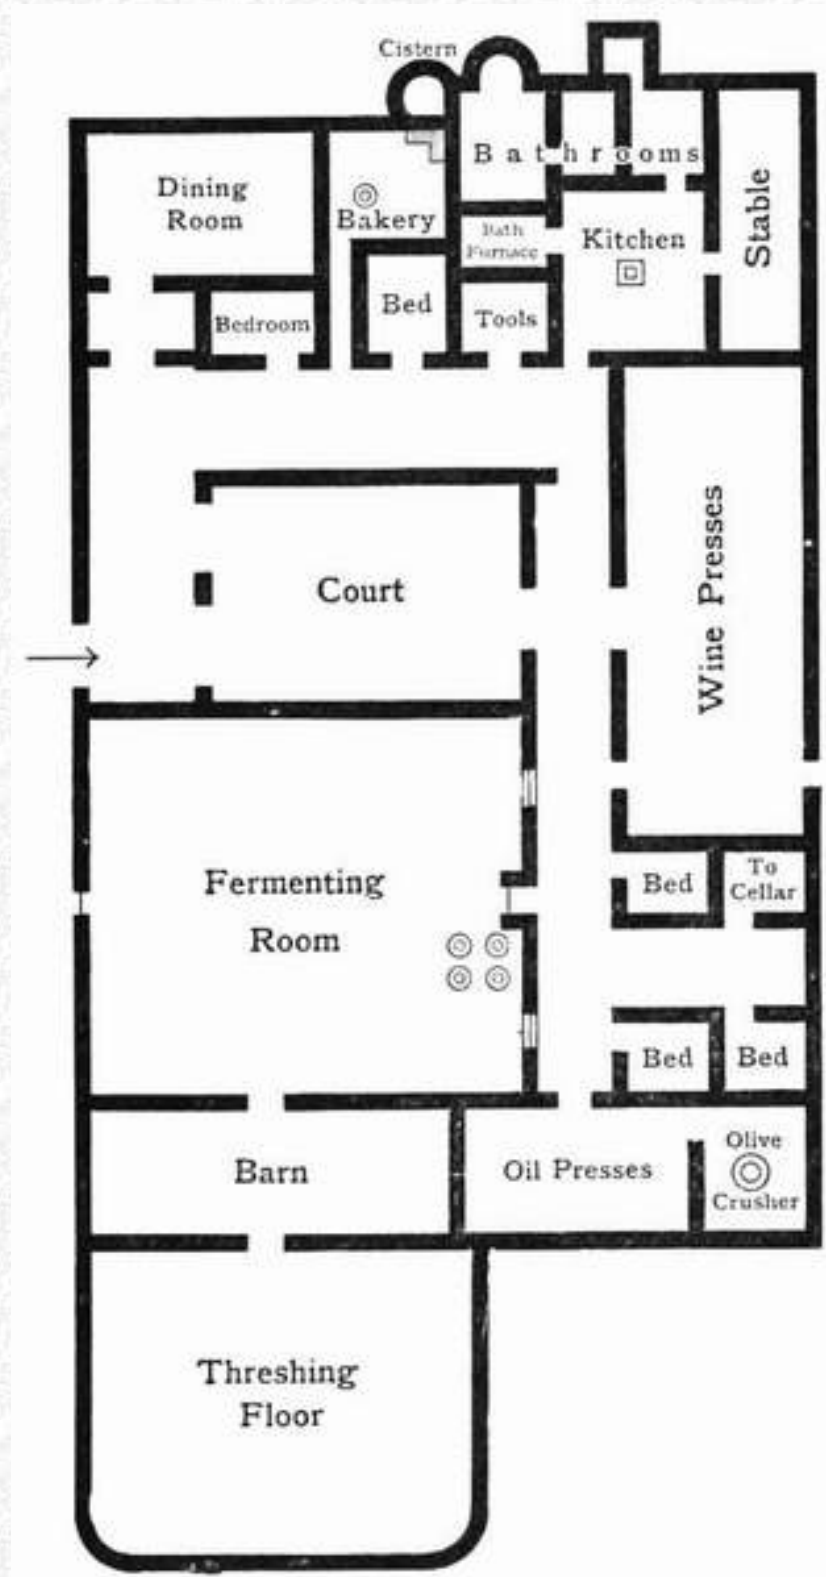 Cistern
Bathrooms
Dining
Room
Bakery
Bath
Furnace
Kitchen
Stable
Bedroom
Bed
Tools
Court
Wine Presses
Fermenting
Room
Bed
To
Cellar
Bed
Bed
Barn
Oil Presses
Olive
Crusher
Threshing
Floor